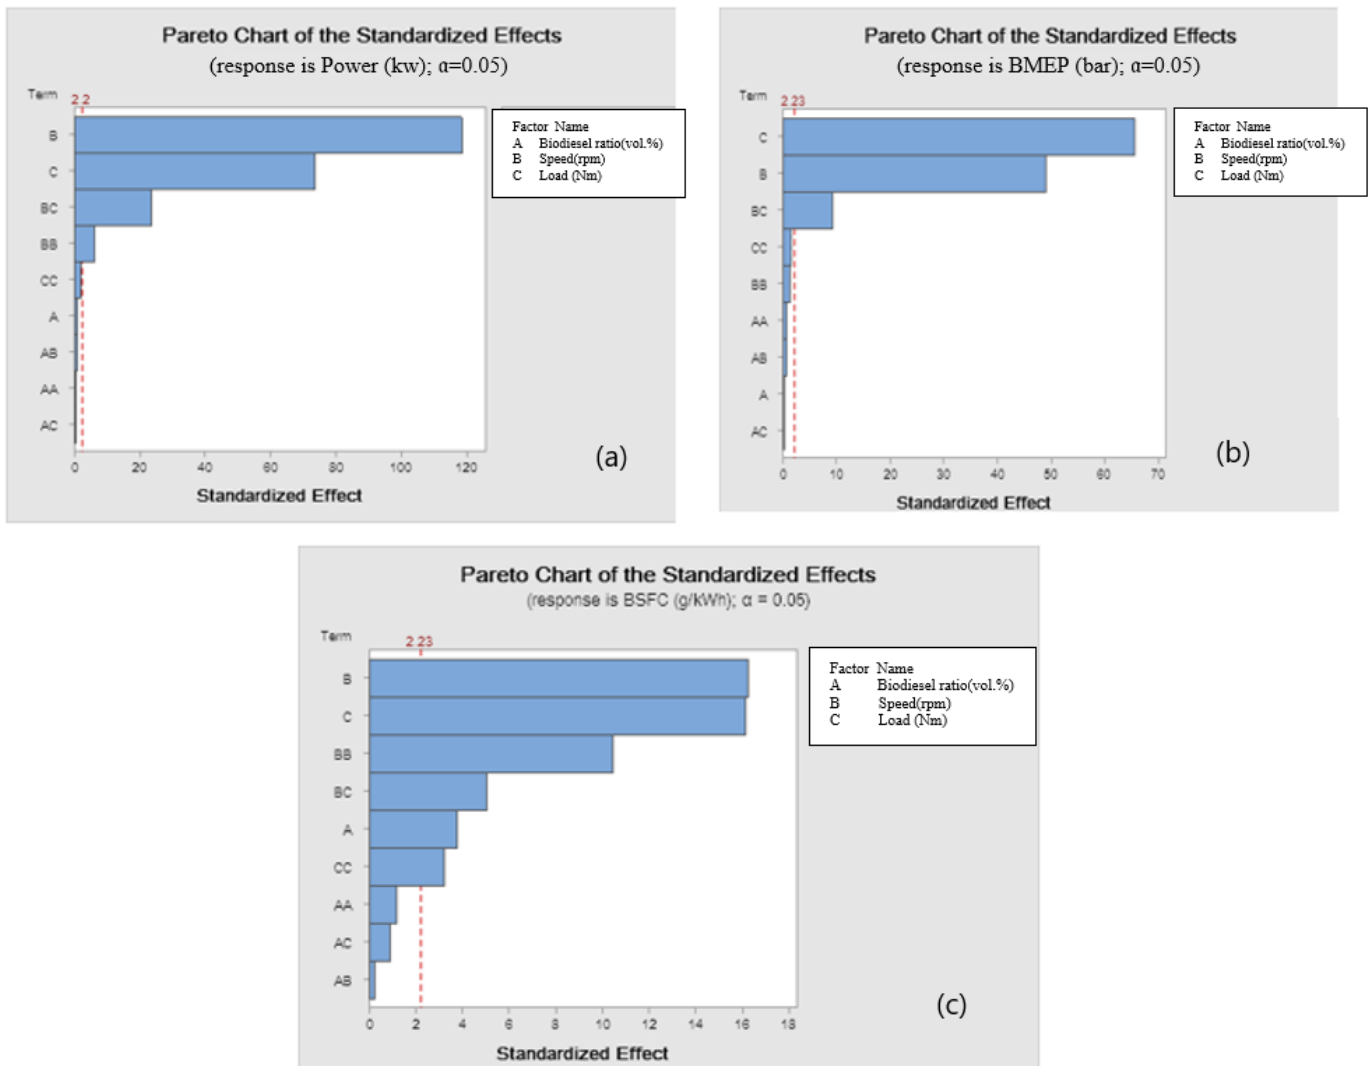 Pareto Chart of the Standardized Effects
(response is Power (kw); α=0.05)
Term
2.2
B
C
BC
BB
CC
A
AB
AA
AC
0 20 40 60 80 100 120
Standardized Effect
Factor Name
A Biodiesel ratio(vol.%)
B Speed(rpm)
C Load (Nm)
(a)
Pareto Chart of the Standardized Effects
(response is BMEP (bar); α=0.05)
Term
2.23
C
B
BC
CC
BB
AA
AB
A
AC
0 10 20 30 40 50 60 70
Standardized Effect
Factor Name
A Biodiesel ratio(vol.%)
B Speed(rpm)
C Load (Nm)
(b)
Pareto Chart of the Standardized Effects
(response is BSFC (g/kWh); α = 0.05)
Term
2.23
B
C
BB
BC
A
CC
AA
AC
AB
0 2 4 6 8 10 12 14 16 18
Standardized Effect
Factor Name
A Biodiesel ratio(vol.%)
B Speed(rpm)
C Load (Nm)
(c)